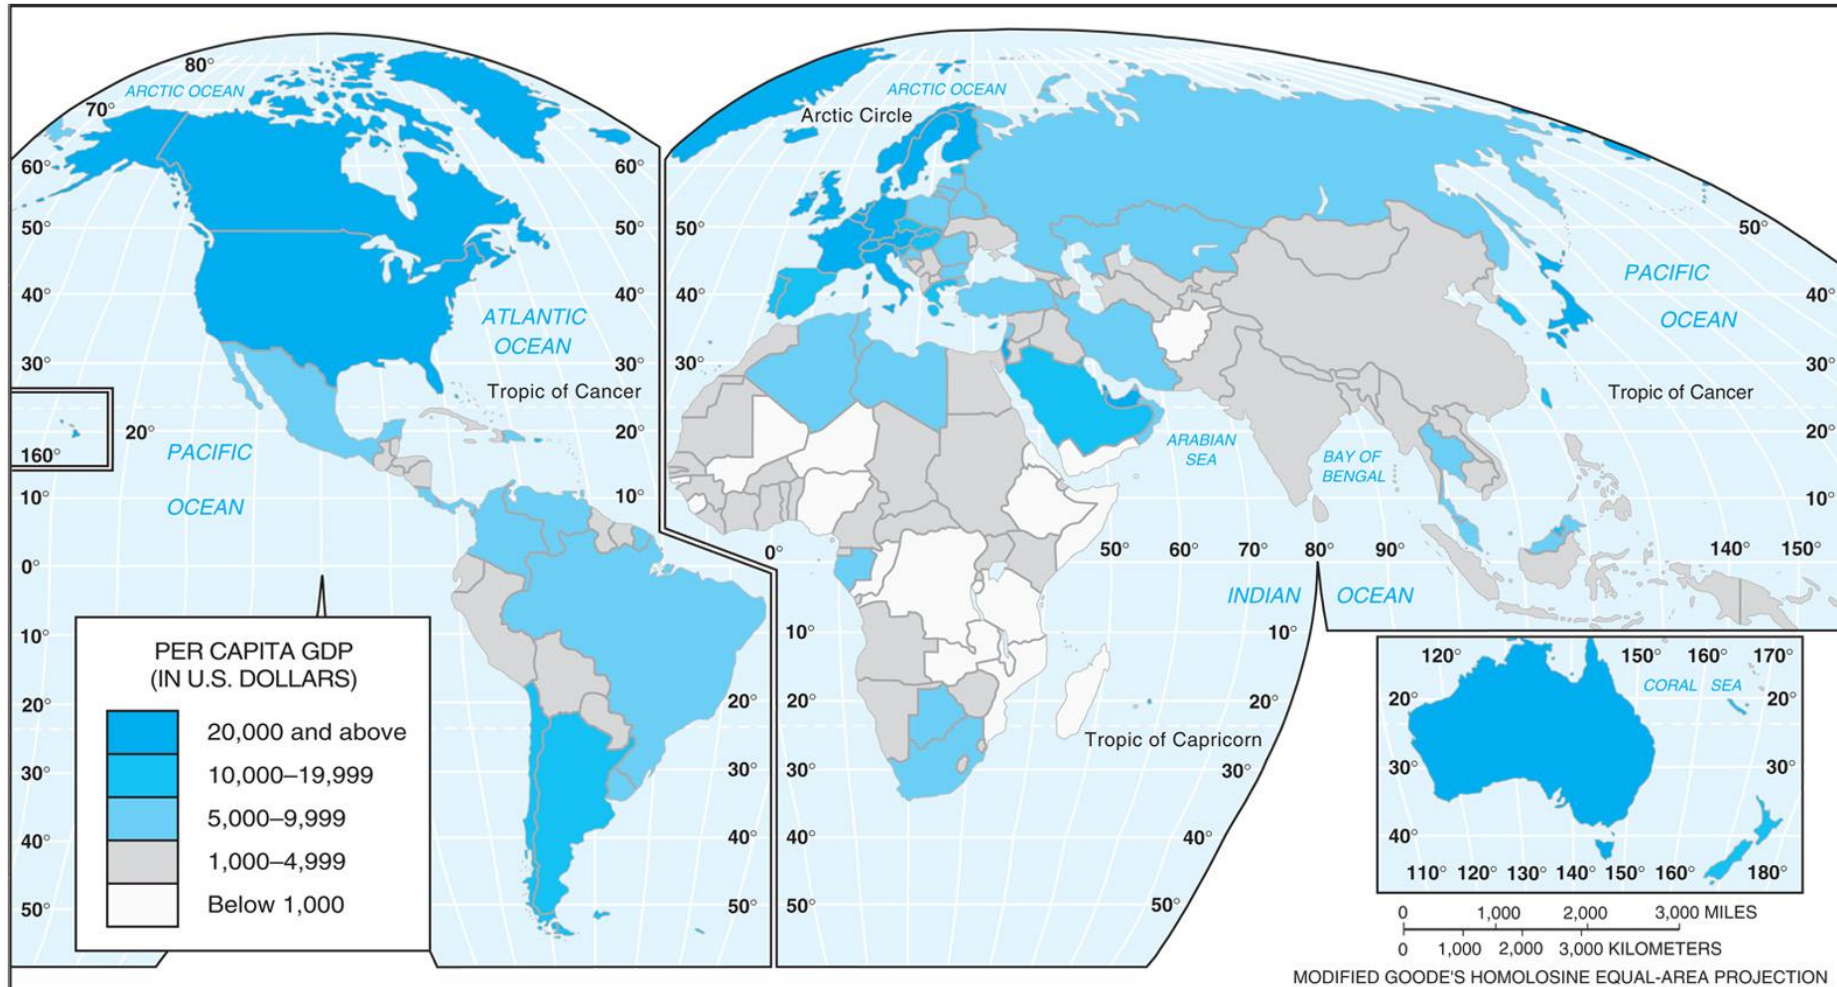 80°
ARCTIC OCEAN
70°
60°
60°
50°
50°
40°
40°
ATLANTIC
OCEAN
30°
30°
Tropic of Cancer
160°
20°
20°
PACIFIC
OCEAN
10°
10°
0°
10°
20°
20°
30°
30°
40°
40°
50°
50°
PER CAPITA GDP
(IN U.S. DOLLARS)
20,000 and above
10,000–19,999
5,000–9,999
1,000–4,999
Below 1,000
ARCTIC OCEAN
Arctic Circle
50°
50°
40°
40°
30°
30°
PACIFIC
OCEAN
Tropic of Cancer
20°
ARABIAN
SEA
BAY OF
BENGAL
10°
0°
50°
60°
70°
80°
90°
140°
150°
INDIAN
OCEAN
10°
10°
20°
20°
Tropic of Capricorn
30°
30°
40°
40°
50°
50°
120°
150°
160°
170°
CORAL SEA
20°
20°
30°
30°
40°
110°
120°
130°
140°
150°
160°
180°
0
1,000
2,000
3,000 MILES
0
1,000
2,000
3,000 KILOMETERS
MODIFIED GOODE'S HOMOLOSINE EQUAL-AREA PROJECTION